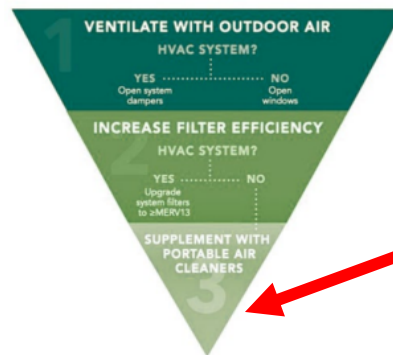 1
VENTILATE WITH OUTDOOR AIR
HVAC SYSTEM?
YES ........... NO
Open system dampers
Open windows
2
INCREASE FILTER EFFICIENCY
HVAC SYSTEM?
YES ........... NO
Upgrade
system filters
to ≥MERV13
SUPPLEMENT WITH
PORTABLE AIR
CLEANERS
3